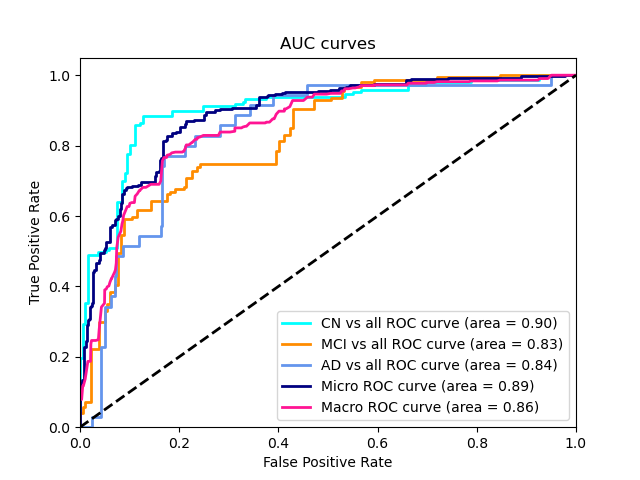 AUC curves
True Positive Rate
1.0
0.8
0.6
0.4
0.2
0.0
0.0 0.2 0.4 0.6 0.8 1.0
False Positive Rate
CN vs all ROC curve (area = 0.90)
MCI vs all ROC curve (area = 0.83)
AD vs all ROC curve (area = 0.84)
Micro ROC curve (area = 0.89)
Macro ROC curve (area = 0.86)